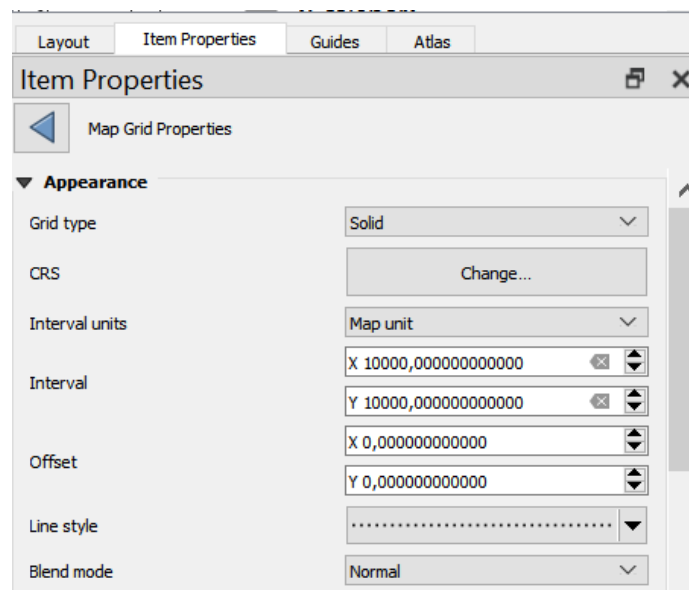 Layout Item Properties Guides Atlas
Item Properties
Map Grid Properties
Appearance
Grid type Solid
CRS Change...
Interval units Map unit
Interval X 10000,000000000000
Y 10000,000000000000
Offset X 0,000000000000
Y 0,000000000000
Line style
Blend mode Normal